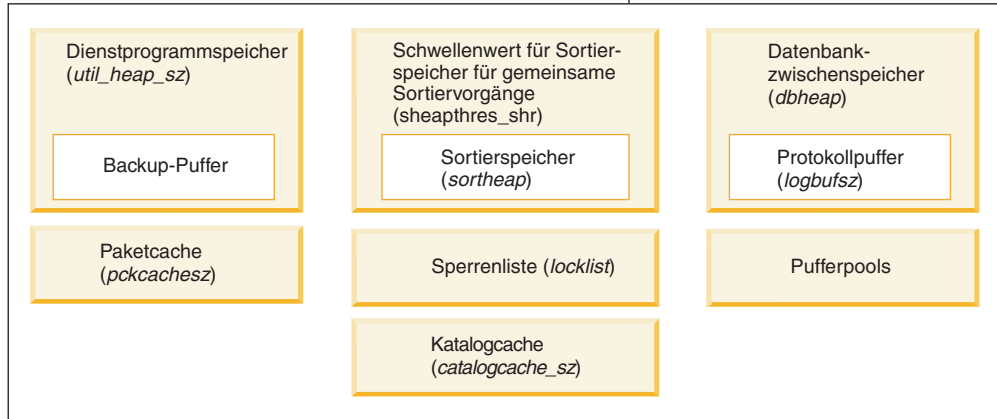 Dienstprogrammspeicher
(util_heap_sz)
Backup-Puffer
Schwellenwert für Sortier-
speicher für gemeinsame
Sortiervorgänge
(sheapthres_shr)
Sortierspeicher
(sortheap)
Datenbank-
zwischenspeicher
(dbheap)
Protokollpuffer
(logbufsz)
Paketcache
(pckcachesz)
Sperrenliste (locklist)
Pufferpools
Katalogcache
(catalogcache_sz)